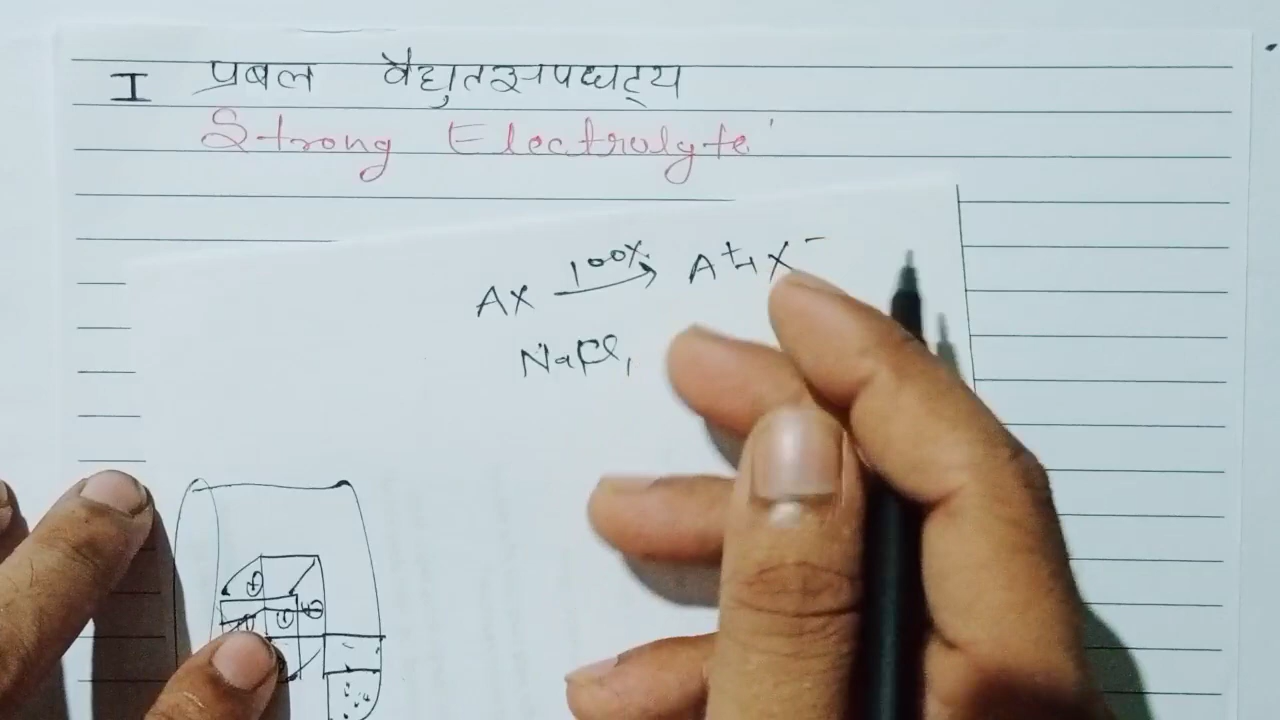 I प्रबल वैद्युतअपघट्य
Strong Electrolyte
AX 100% → A⁺ + X⁻
NaCl,